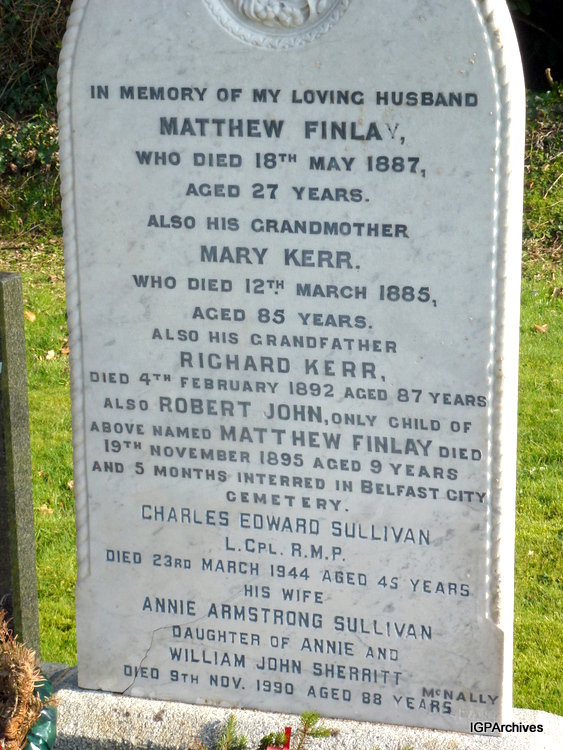 IN MEMORY OF MY LOVING HUSBAND
MATTHEW FINLAY,
WHO DIED 18TH MAY 1887,
AGED 27 YEARS.
ALSO HIS GRANDMOTHER
MARY KERR.
WHO DIED 12TH. MARCH 1885,
AGED 85 YEARS.
ALSO HIS GRANDFATHER
RICHARD KERR,
DIED 4TH FEBRUARY 1892 AGED 87 YEARS
ALSO ROBERT JOHN, ONLY CHILD OF
ABOVE NAMED MATTHEW FINLAY DIED
19TH NOVEMBER 1895 AGED 9 YEARS
AND 5 MONTHS INTERRED IN BELFAST CITY
CEMETERY.
CHARLES EDWARD SULLIVAN
L.CPL. R.M.P.
DIED 23RD MARCH 1944 AGED 45 YEARS
HIS WIFE
ANNIE ARMSTRONG SULLIVAN
DAUGHTER OF ANNIE AND
WILLIAM JOHN SHERRITT
DIED 9TH NOV. 1990 AGED 88 YEARS
MCNALLY
IGPArchives